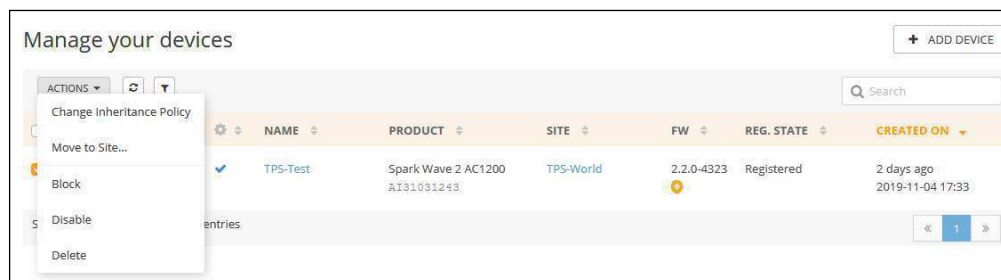 Manage your devices
+ ADD DEVICE
ACTIONS
Search
Change Inheritance Policy
Move to Site...
Block
Disable
Delete
NAME PRODUCT SITE FW REG. STATE CREATED ON
TPS-Test Spark Wave 2 AC1200 TPS-World 2.2.0-4323 Registered 2 days ago
AI31031243 2019-11-04 17:33
S entries
« 1 »